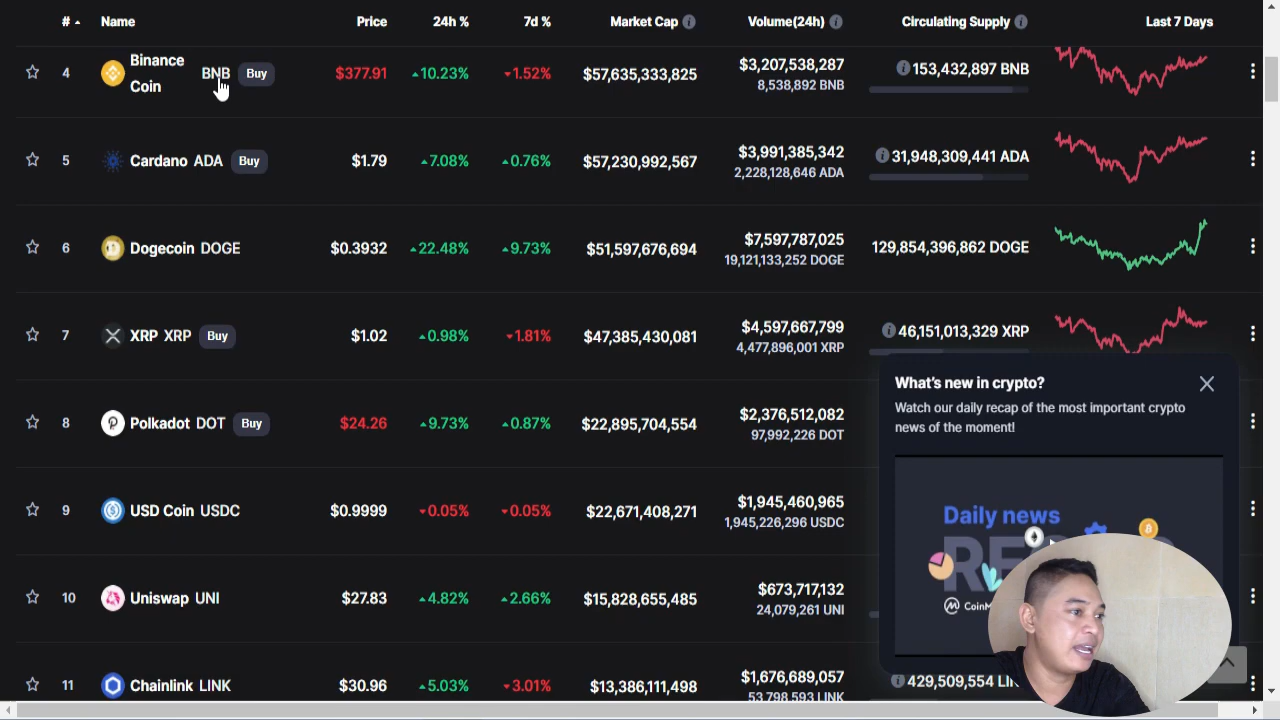 # Name Price 24h % 7d % Market Cap Volume(24h) Circulating Supply Last 7 Days
4 Binance Coin BNB Buy $377.91 10.23% 1.52% $57,635,333,825 $3,207,538,287 153,432,897 BNB
8,538,892 BNB
5 Cardano ADA Buy $1.79 7.08% 0.76% $57,230,992,567 $3,991,385,342 31,948,309,441 ADA
2,228,128,646 ADA
6 Dogecoin DOGE $0.3932 22.48% 9.73% $51,597,676,694 $7,597,787,025 129,854,396,862 DOGE
19,121,133,252 DOGE
7 XRP XRP Buy $1.02 0.98% 1.81% $47,385,430,081 $4,597,667,799 46,151,013,329 XRP
4,477,896,001 XRP
8 Polkadot DOT Buy $24.26 9.73% 0.87% $22,895,704,554 $2,376,512,082
97,992,226 DOT
9 USD Coin USDC $0.9999 0.05% 0.05% $22,671,408,271 $1,945,460,965
1,945,226,296 USDC
10 Uniswap UNI $27.83 4.82% 2.66% $15,828,655,485 $673,717,132
24,079,261 UNI
11 Chainlink LINK $30.96 5.03% 3.01% $13,386,111,498 $1,676,689,057 429,509,554
53,798,593 LINK
What's new in crypto?
Watch our daily recap of the most important crypto
news of the moment!
Daily news